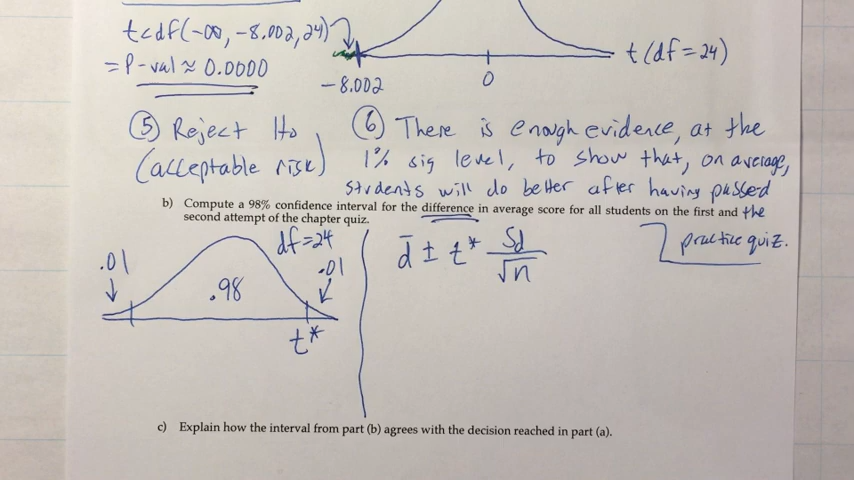 tcdf(-∞, -8.002, 24)
= P-val ≈ 0.0000
-8.002
0
t (df = 24)
⑤ Reject Ho
(acceptable risk)
⑥ There is enough evidence, at the
1% sig level, to show that, on average,
students will do better after having passed
practice quiz.
b) Compute a 98% confidence interval for the difference in average score for all students on the first and the
second attempt of the chapter quiz.
df = 24
.01
.98
.01
t*
d̄ ± t* Sd/√n
c) Explain how the interval from part (b) agrees with the decision reached in part (a).